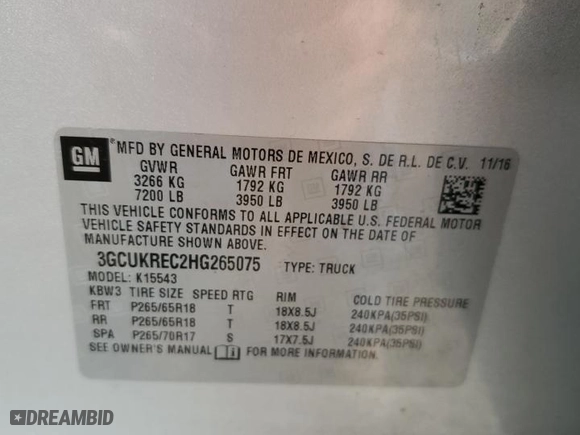 GM ® MFD BY GENERAL MOTORS DE MEXICO, S. DE R.L. DE C.V. 11/16
GVWR GAWR FRT GAWR RR
3266 KG 1792 KG 1792 KG
7200 LB 3950 LB 3950 LB
THIS VEHICLE CONFORMS TO ALL APPLICABLE U.S. FEDERAL MOTOR
VEHICLE SAFETY STANDARDS IN EFFECT ON THE DATE OF
MANUFACTURE SHOWN ABOVE.
3GCUKREC2HG265075 TYPE: TRUCK
MODEL: K15543
KBW3 TIRE SIZE SPEED RTG RIM COLD TIRE PRESSURE
FRT P265/65R18 T 18X8.5J 240KPA(35PSI)
RR P265/65R18 T 18X8.5J 240KPA(35PSI)
SPA P265/70R17 S 17X7.5J 240KPA(35PSI)
SEE OWNER'S MANUAL FOR MORE INFORMATION.
DREAMBID